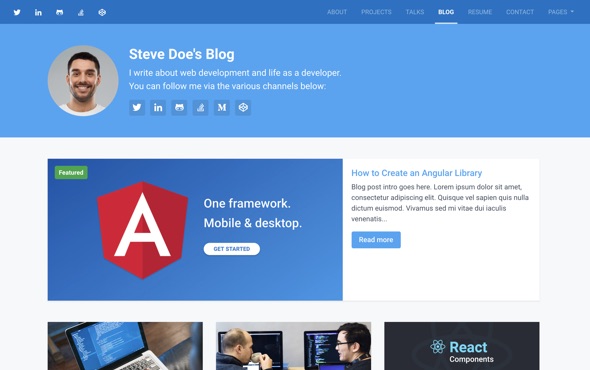 ABOUT PROJECTS TALKS BLOG RESUME CONTACT PAGES
Steve Doe's Blog
I write about web development and life as a developer.
You can follow me via the various channels below:
Featured
One framework.
Mobile & desktop.
GET STARTED
How to Create an Angular Library
Blog post intro goes here. Lorem ipsum dolor sit amet,
consectetur adipiscing elit. Quisque vel sapien quis nulla
dictum euismod. Vivamus sed mi vitae dui iaculis
venenatis...
Read more
React
Components